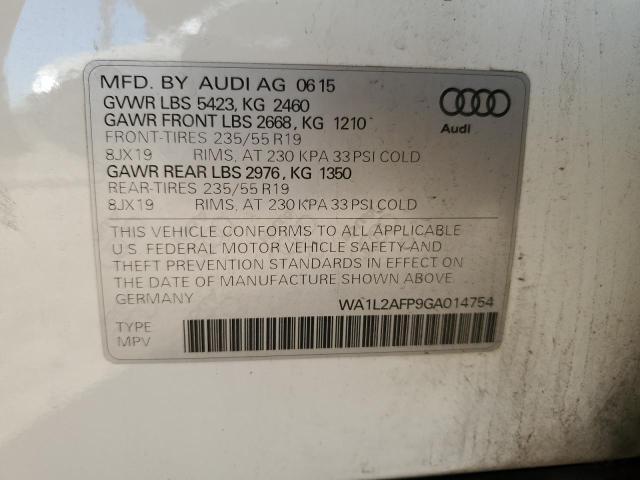 MFD. BY AUDI AG 06 15
GVWR LBS 5423, KG 2460
GAWR FRONT LBS 2668, KG 1210
FRONT-TIRES 235/55 R19
8JX19 RIMS, AT 230 KPA 33 PSI COLD
GAWR REAR LBS 2976, KG 1350
REAR-TIRES 235/55 R19
8JX19 RIMS, AT 230 KPA 33 PSI COLD
Audi
THIS VEHICLE CONFORMS TO ALL APPLICABLE
U.S. FEDERAL MOTOR VEHICLE SAFETY AND
THEFT PREVENTION STANDARDS IN EFFECT ON
THE DATE OF MANUFACTURE SHOWN ABOVE
GERMANY
WA1L2AFP9GA014754
TYPE
MPV